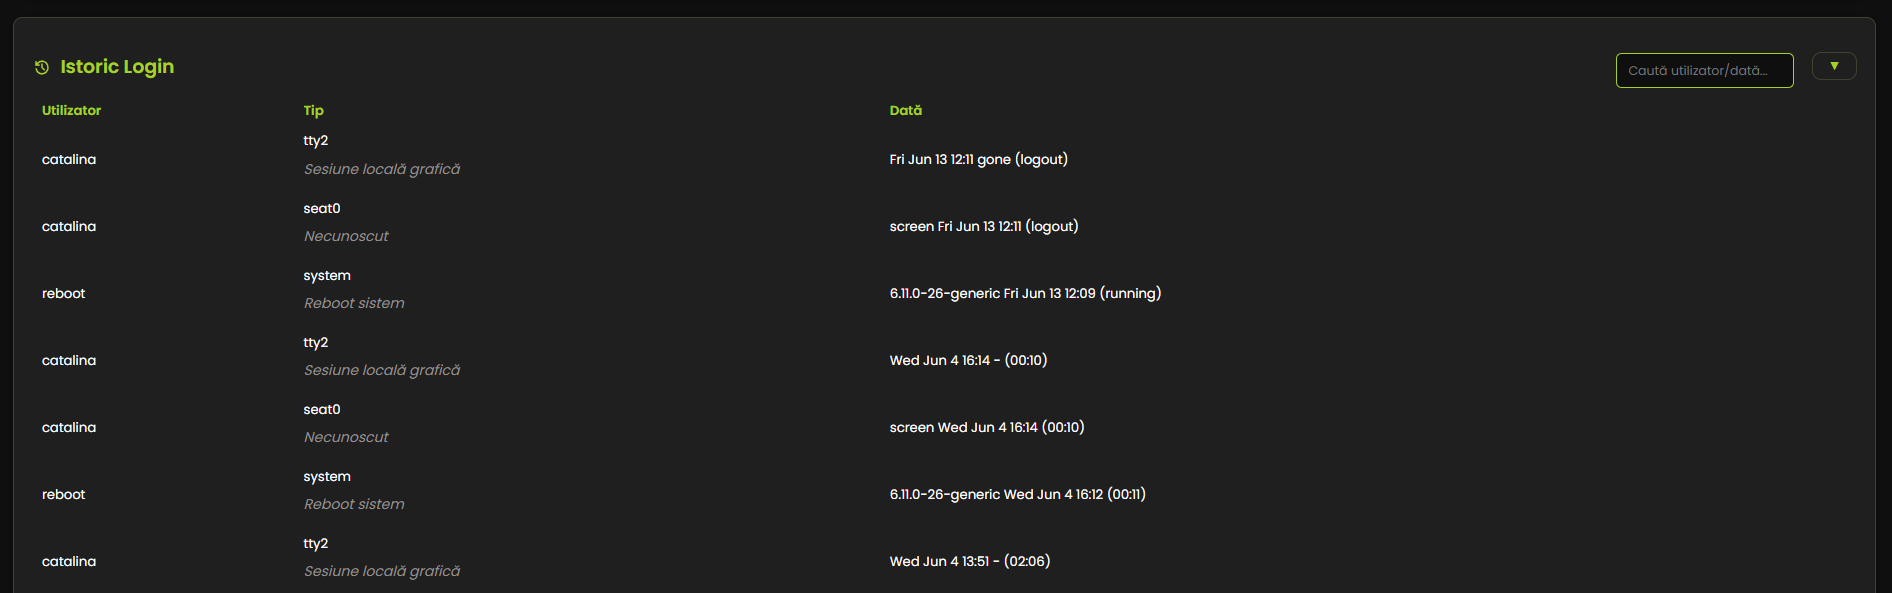 Istoric Login
Caută utilizator/dată...
▼
Utilizator Tip Dată
catalina tty2 Fri Jun 13 12:11 gone (logout)
Sesiune locală grafică
catalina seat0 screen Fri Jun 13 12:11 (logout)
Necunoscut
reboot system 6.11.0-26-generic Fri Jun 13 12:09 (running)
Reboot sistem
catalina tty2 Wed Jun 4 16:14 - (00:10)
Sesiune locală grafică
catalina seat0 screen Wed Jun 4 16:14 (00:10)
Necunoscut
reboot system 6.11.0-26-generic Wed Jun 4 16:12 (00:11)
Reboot sistem
catalina tty2 Wed Jun 4 13:51 - (02:06)
Sesiune locală grafică